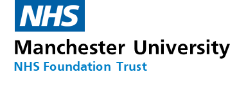 NHS
Manchester University
NHS Foundation Trust